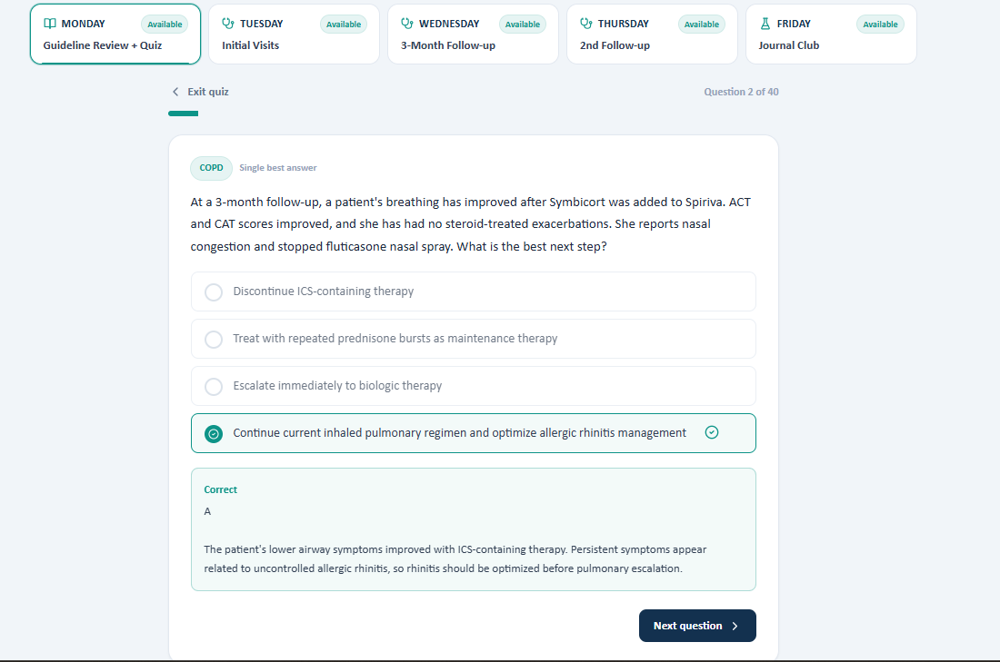 MONDAY
Available
Guideline Review + Quiz
TUESDAY
Available
Initial Visits
WEDNESDAY
Available
3-Month Follow-up
THURSDAY
Available
2nd Follow-up
FRIDAY
Available
Journal Club
Exit quiz
Question 2 of 40
COPD
Single best answer
At a 3-month follow-up, a patient's breathing has improved after Symbicort was added to Spiriva. ACT
and CAT scores improved, and she has had no steroid-treated exacerbations. She reports nasal
congestion and stopped fluticasone nasal spray. What is the best next step?
Discontinue ICS-containing therapy
Treat with repeated prednisone bursts as maintenance therapy
Escalate immediately to biologic therapy
Continue current inhaled pulmonary regimen and optimize allergic rhinitis management
Correct
A
The patient's lower airway symptoms improved with ICS-containing therapy. Persistent symptoms appear
related to uncontrolled allergic rhinitis, so rhinitis should be optimized before pulmonary escalation.
Next question